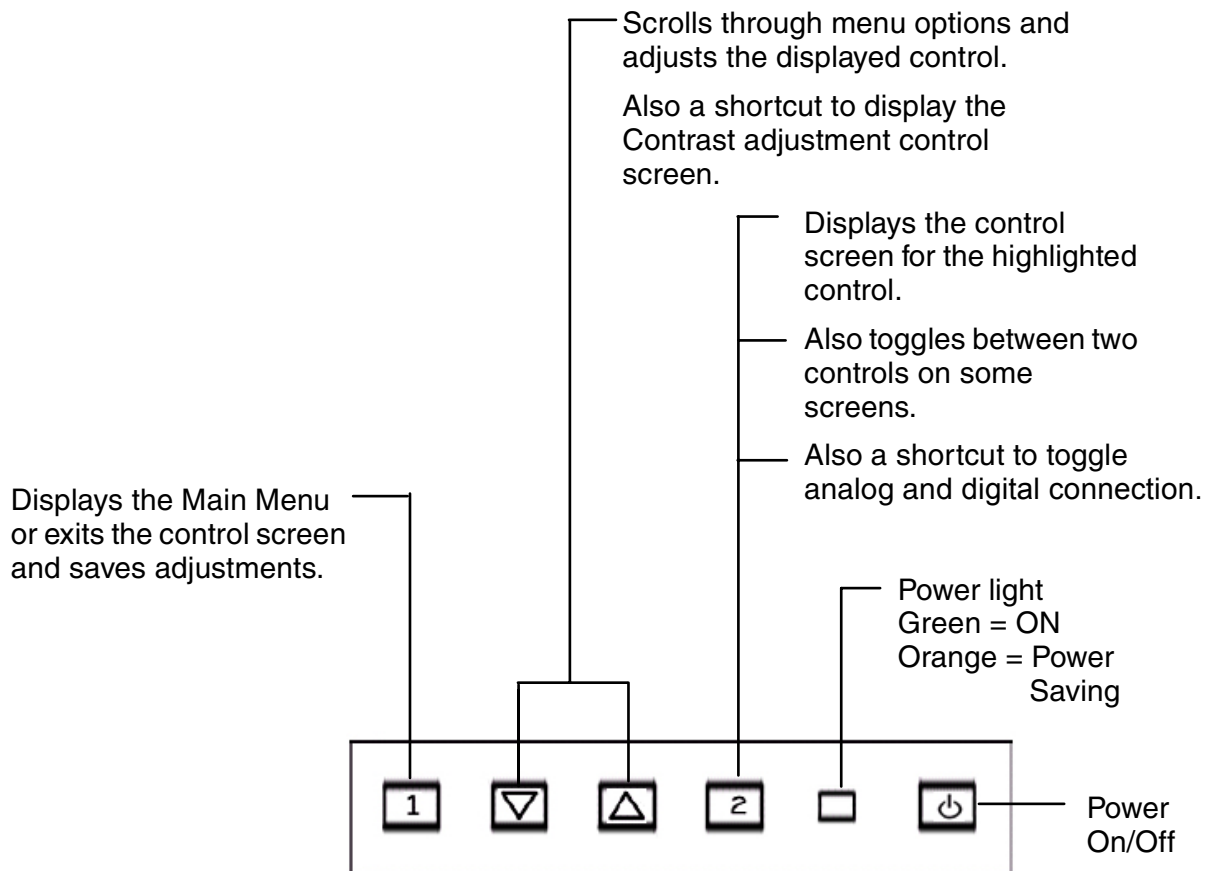 Scrolls through menu options and
adjusts the displayed control.
Also a shortcut to display the
Contrast adjustment control
screen.
Displays the control
screen for the highlighted
control.
Also toggles between two
controls on some
screens.
Also a shortcut to toggle
analog and digital connection.
Displays the Main Menu
or exits the control screen
and saves adjustments.
Power light
Green = ON
Orange = Power
Saving
1
2
Power
On/Off